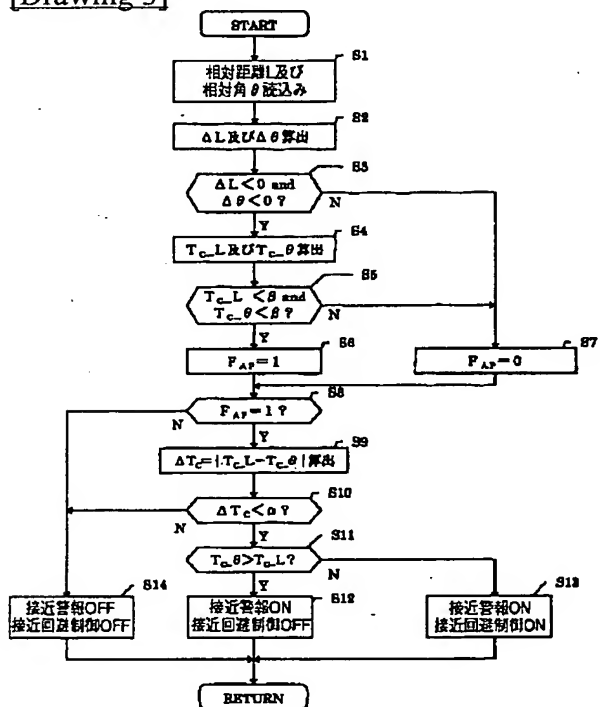 [Drawing 3]
START
S1
相対距離L及び
相対角θ読込み
S2
ΔL及びΔθ算出
S3
ΔL<0 and
Δθ<0?
N
Y
S4
Tc_L及びTc_θ算出
S5
Tc_L <β and
Tc_θ<β?
N
Y
S6
F_AP=1
S7
F_AP=0
S8
F_AP=1?
N
Y
S9
ΔTc=|Tc_L-Tc_θ|算出
S10
ΔTc<α?
N
Y
S11
Tc_θ>Tc_L?
N
Y
S14
接近警報OFF
接近回避制御OFF
S12
接近警報ON
接近回避制御OFF
S13
接近警報ON
接近回避制御ON
RETURN